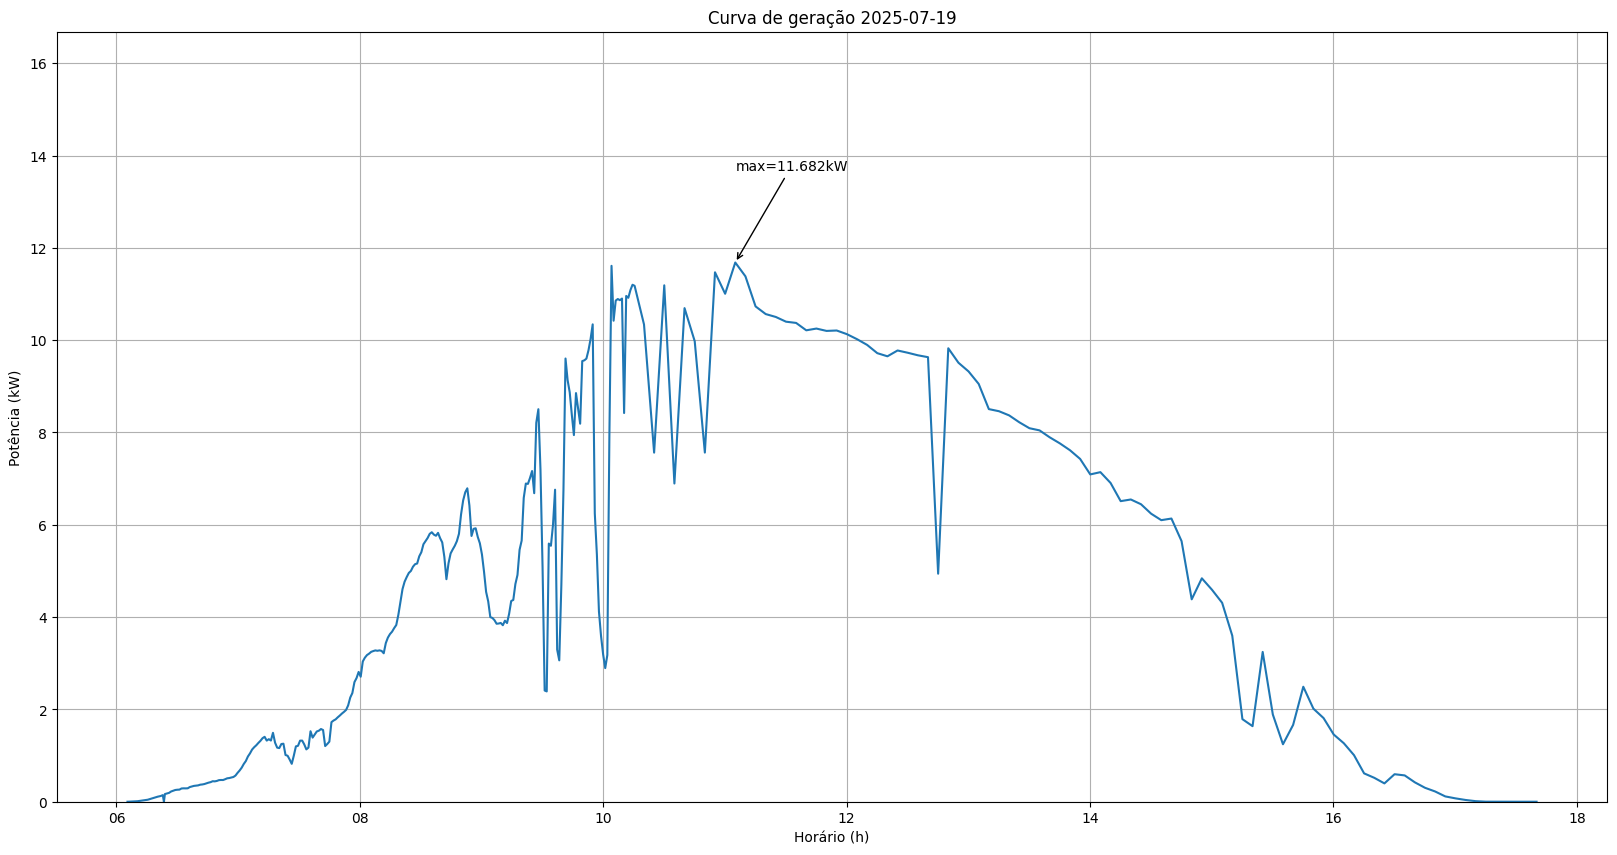 Curva de geração 2025-07-19
16
14
max=11.682kW
12
10
8
6
4
2
0
Potência (kW)
06 08 10 12 14 16 18
Horário (h)